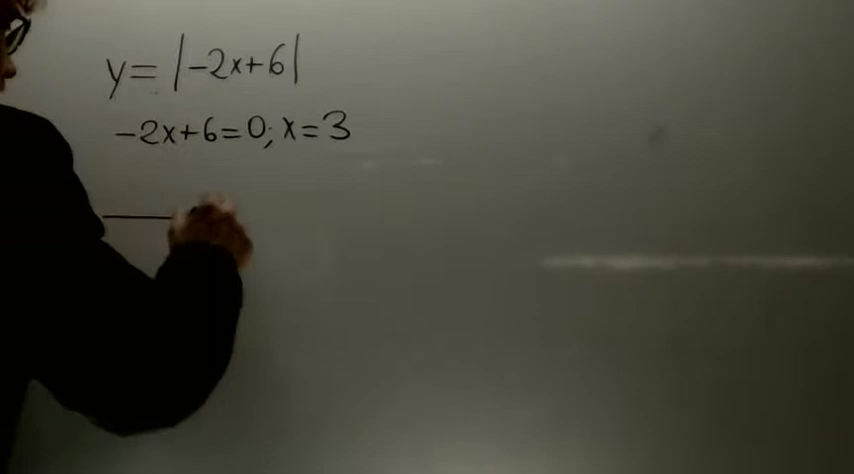 y = |-2x+6|
-2x+6=0; x=3